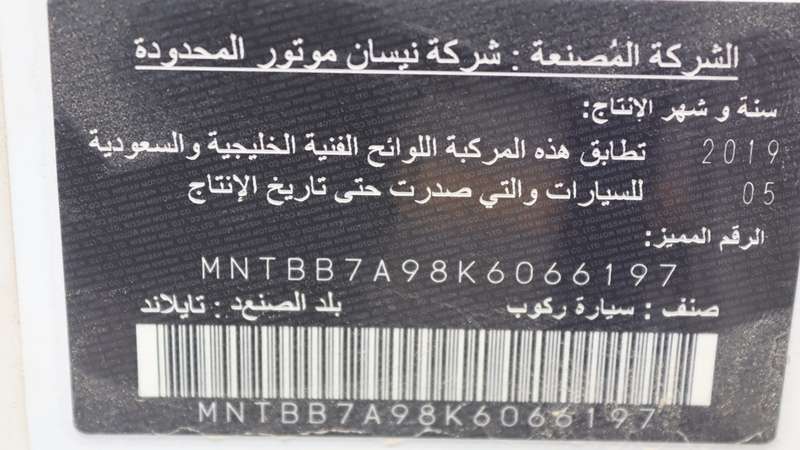 الشركة المُصنعة : شركة نيسان موتور المحدودة
سنة و شهر الإنتاج:
2019 تطابق هذه المركبة اللوائح الفنية الخليجية والسعودية
05 للسيارات والتي صدرت حتى تاريخ الإنتاج
الرقم المميز:
MNTBB7A98K6066197
صنف : سيارة ركوب بلد الصنع : تايلاند
MNTBB7A98K6066197